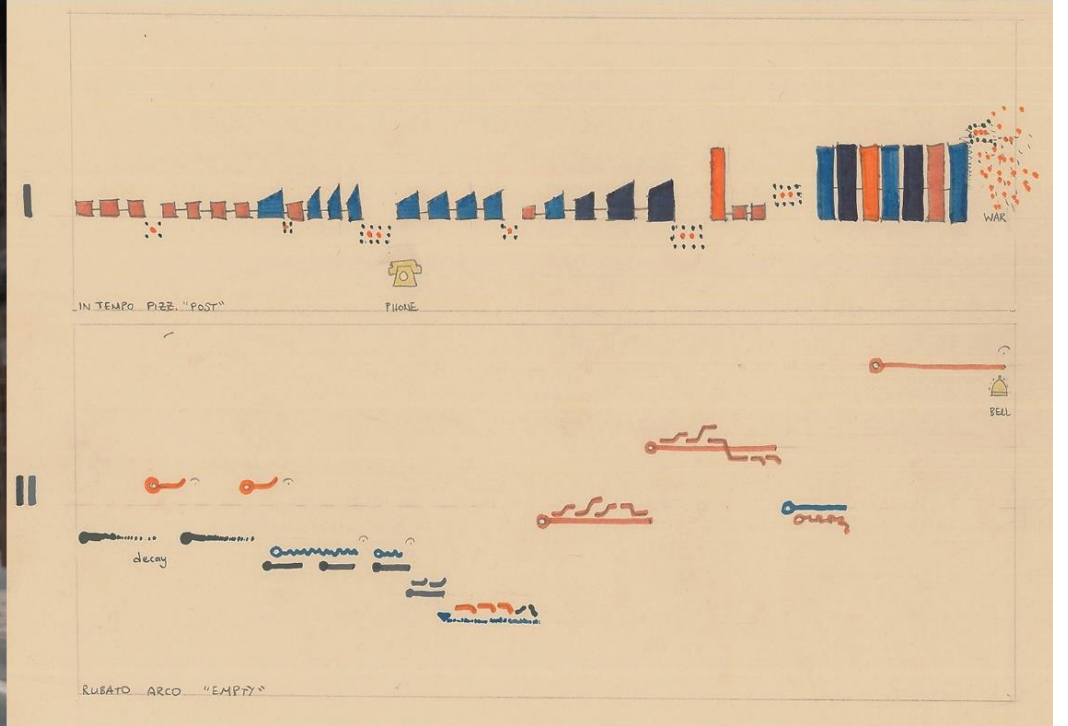 I
WAR
PHONE
IN TEMPO PIZZ. "POST"
BELL
II
decay
RUBATO ARCO "EMPTY"